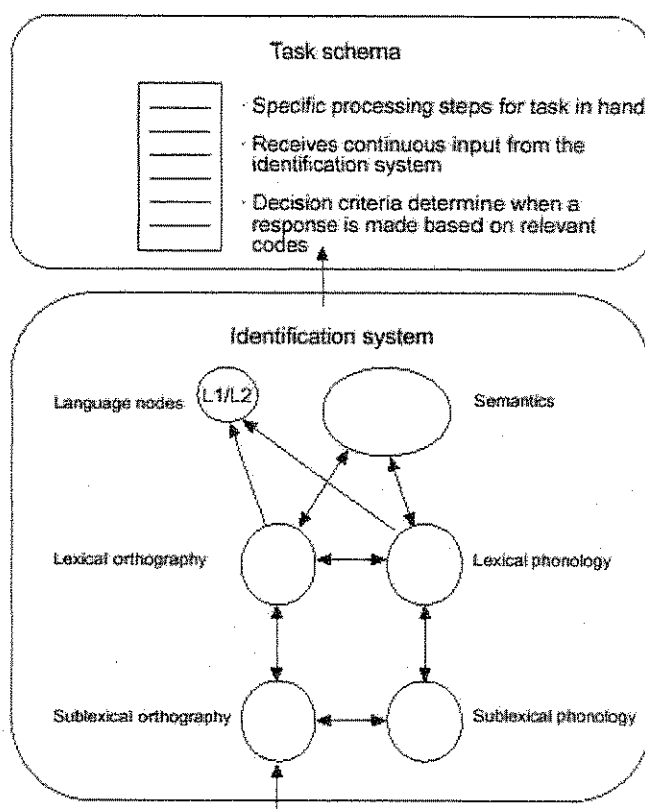 Task schema
· Specific processing steps for task in hand
· Receives continuous input from the
identification system
· Decision criteria determine when a
response is made based on relevant
codes
Identification system
Language nodes
L1/L2
Semantics
Lexical orthography
Lexical phonology
Sublexical orthography
Sublexical phonology